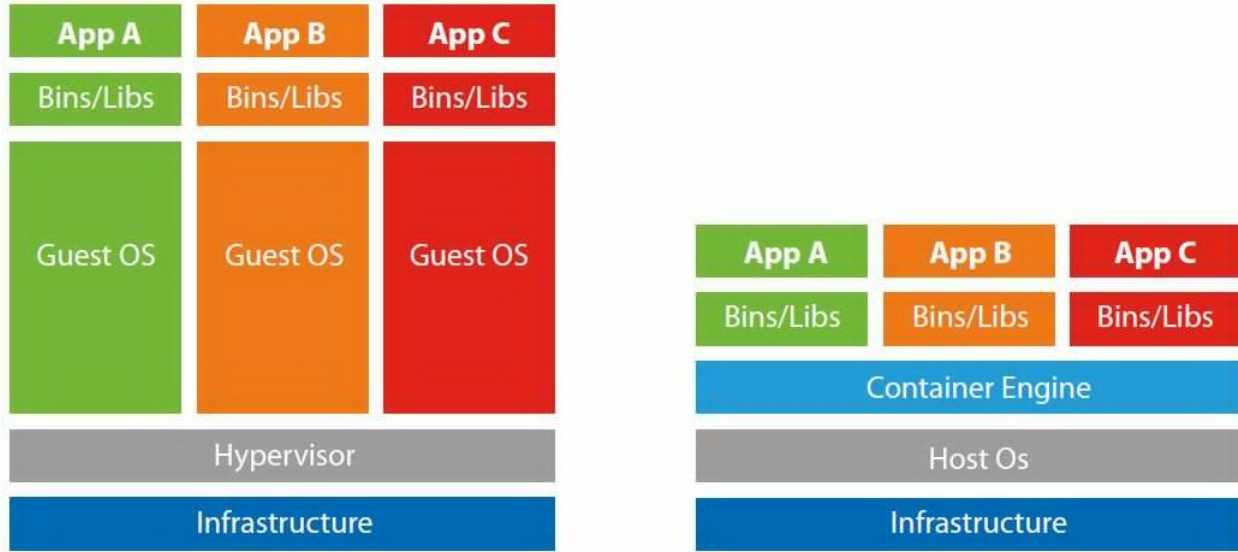 App A App B App C
Bins/Libs Bins/Libs Bins/Libs
Guest OS Guest OS Guest OS
Hypervisor
Infrastructure
App A App B App C
Bins/Libs Bins/Libs Bins/Libs
Container Engine
Host Os
Infrastructure